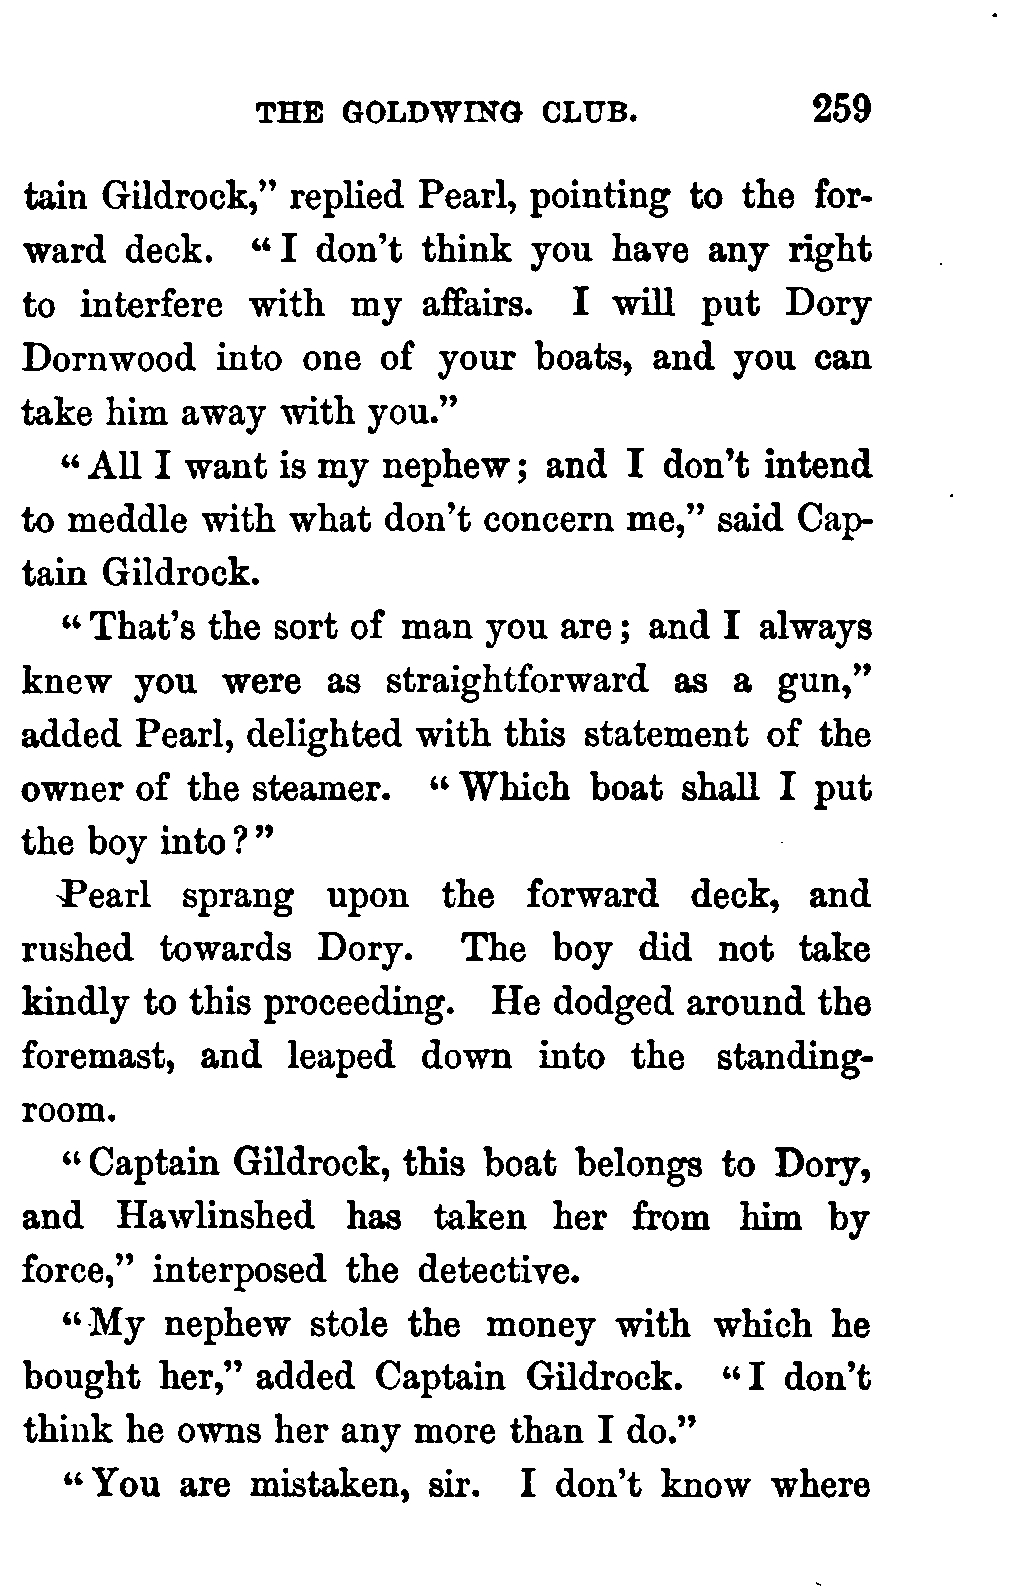 THE GOLDWING CLUB. 259
tain Gildrock,” replied Pearl, pointing to the for-
ward deck. “I don’t think you have any right
to interfere with my affairs. I will put Dory
Dornwood into one of your boats, and you can
take him away with you.”
“All I want is my nephew; and I don’t intend
to meddle with what don’t concern me,” said Cap-
tain Gildrock.
“That’s the sort of man you are; and I always
knew you were as straightforward as a gun,”
added Pearl, delighted with this statement of the
owner of the steamer. “Which boat shall I put
the boy into?”
Pearl sprang upon the forward deck, and
rushed towards Dory. The boy did not take
kindly to this proceeding. He dodged around the
foremast, and leaped down into the standing-
room.
“Captain Gildrock, this boat belongs to Dory,
and Hawlinshed has taken her from him by
force,” interposed the detective.
“My nephew stole the money with which he
bought her,” added Captain Gildrock. “I don’t
think he owns her any more than I do.”
“You are mistaken, sir. I don’t know where